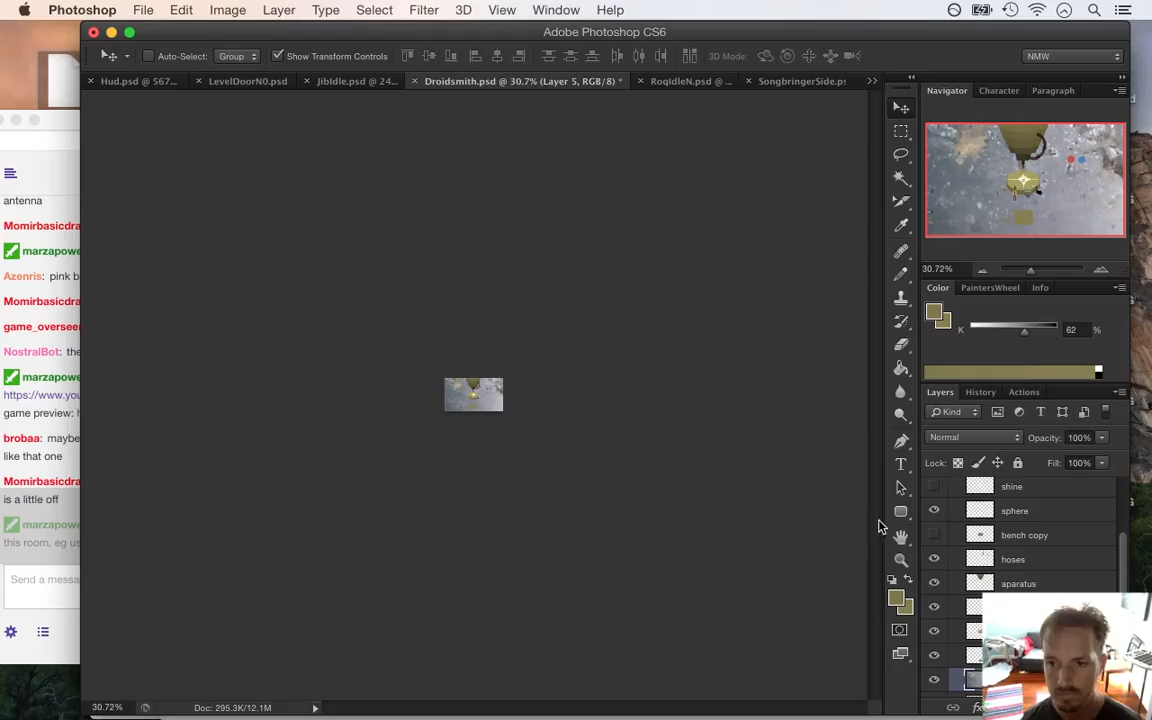 Photoshop File Edit Image Layer Type Select Filter 3D View Window Help
Adobe Photoshop CS6
Auto-Select: Group Show Transform Controls 3D Mode: NMW
Hud.psd @ 567... LevelDoorN0.psd JibIdle.psd @ 24... Droidsmith.psd @ 30.7% (Layer 5, RGB/8) * RoqIdleN.psd @ ... SongbringerSide.ps
Navigator Character Paragraph
30.72%
Color PaintersWheel Info
K 62 %
Layers History Actions
Kind
Normal Opacity: 100%
Lock: Fill: 100%
shine
sphere
bench copy
hoses
aparatus
30.72% Doc: 295.3K/12.1M
antenna
Momirbasicdra
marzapowe
Azenris: pink b
Momirbasicdra
game_overseer
NostralBot: the
marzapowe
https://www.you
game preview: h
brobaa: maybe
like that one
Momirbasicdra
is a little off
marzapowe
this room, eg us
Send a messa